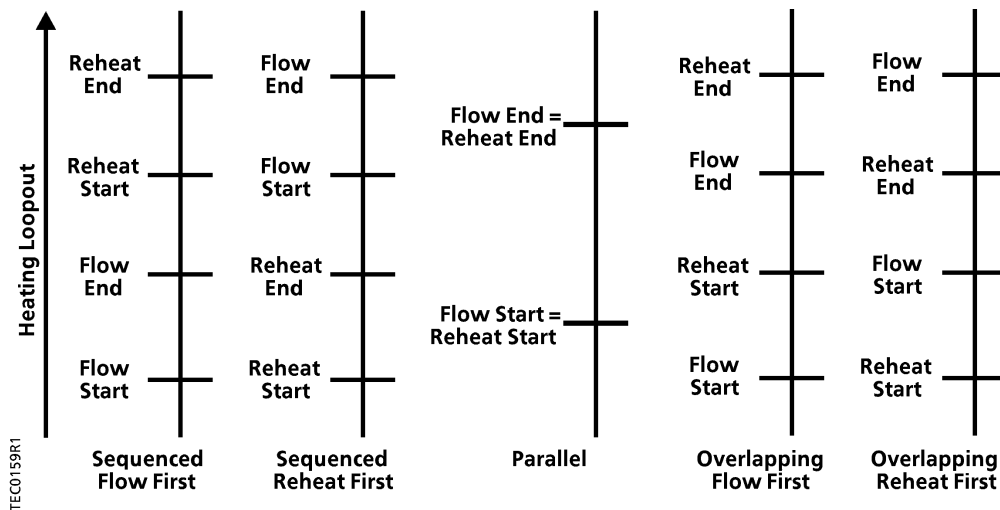 Heating Loopout
Reheat
End
Reheat
Start
Flow
End
Flow
Start
Sequenced
Flow First
Flow
End
Flow
Start
Reheat
End
Reheat
Start
Sequenced
Reheat First
Flow End =
Reheat End
Flow Start =
Reheat Start
Parallel
Reheat
End
Flow
End
Reheat
Start
Flow
Start
Overlapping
Flow First
Flow
End
Reheat
End
Flow
Start
Reheat
Start
Overlapping
Reheat First
TEC0159R1